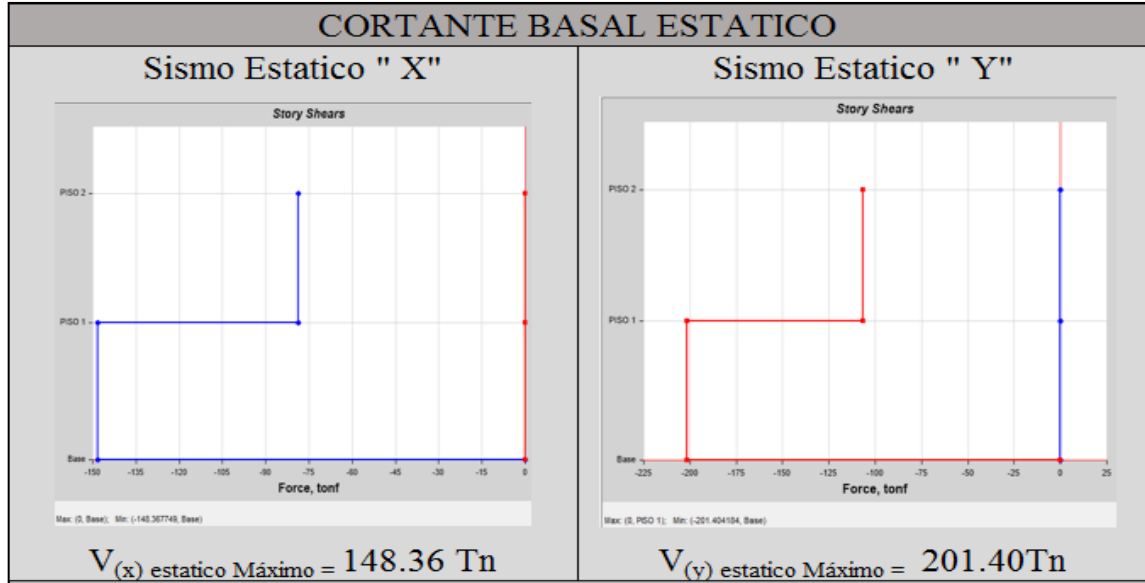 CORTANTE BASAL ESTATICO
Sismo Estatico " X"
Story Shears
PISO 2
PISO 1
Base
-150 -135 -120 -105 -90 -75 -60 -45 -30 -15 0
Force, tonf
Max: (0, Base); Min: (-148.367749, Base)
V(x) estatico Máximo = 148.36 Tn
Sismo Estatico " Y"
Story Shears
PISO 2
PISO 1
Base
-225 -200 -175 -150 -125 -100 -75 -50 -25 0 25
Force, tonf
Max: (0, PISO 1); Min: (-201.404184, Base)
V(y) estatico Máximo = 201.40Tn